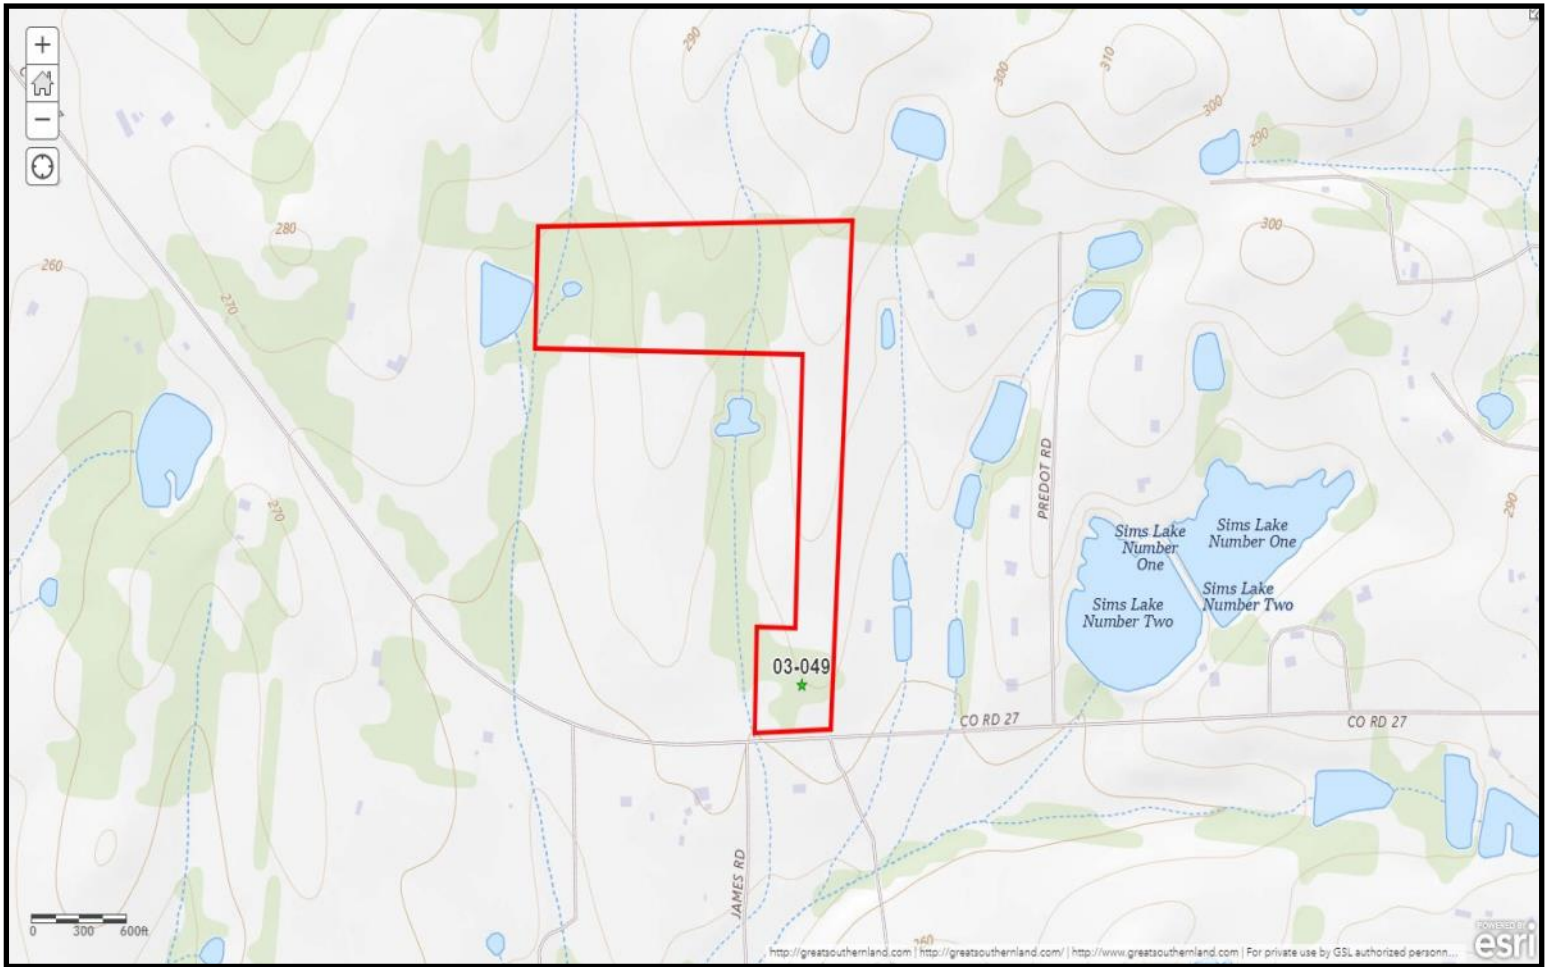 +
−
290
310
300
300
290
280
300
260
270
270
290
PREDOT RD
Sims Lake
Number
One
Sims Lake
Number One
Sims Lake
Number Two
Sims Lake
Number Two
03-049
CO RD 27
CO RD 27
JAMES RD
260
0 300 600ft
http://greatsouthernland.com | http://greatsouthernland.com/ | http://www.greatsouthernland.com | For private use by GSL authorized personn...
POWERED BY
esri